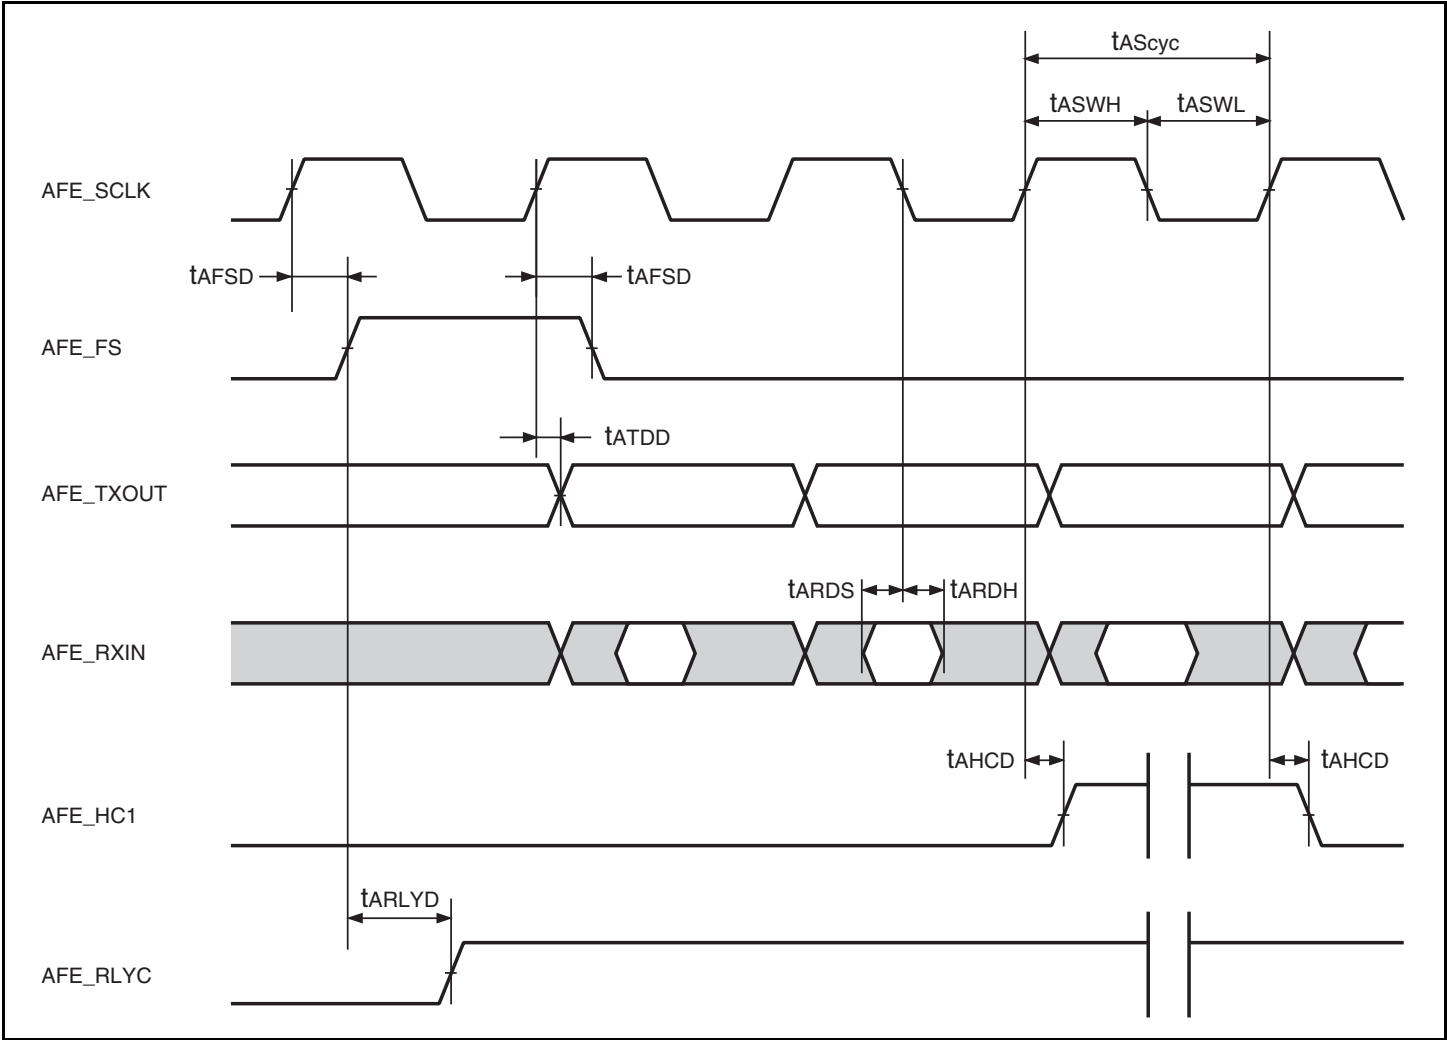 tAScyc
tASWH
tASWL
AFE_SCLK
tAFSD
tAFSD
AFE_FS
tATDD
AFE_TXOUT
tARDS
tARDH
AFE_RXIN
tAHCD
tAHCD
AFE_HC1
tARLYD
AFE_RLYC